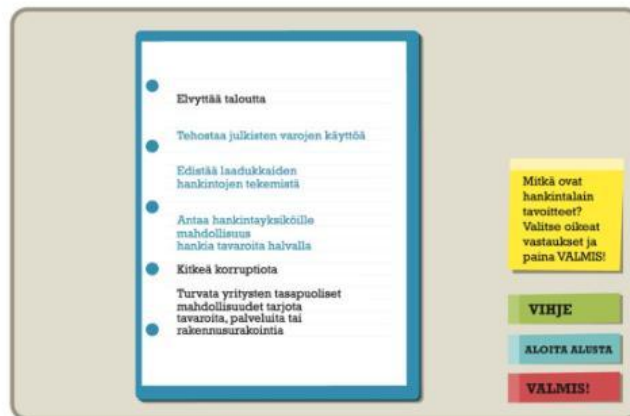 Elvyttää taloutta
Tehostaa julkisten varojen käyttöä
Edistää laadukkaiden
hankintojen tekemistä
Antaa hankintayksiköille
mahdollisuus
hankia tavaroita halvalla
Kitkeä korruptiota
Turvata yritysten tasapuoliset
mahdollisuudet tarjota
tavaroita, palveluita tai
rakennusurakointia
Mitkä ovat
hankintalain
tavoitteet?
Valitse oikeat
vastaukset ja
paina VALMIS!
VIHJE
ALOITA ALUSTA
VALMIS!